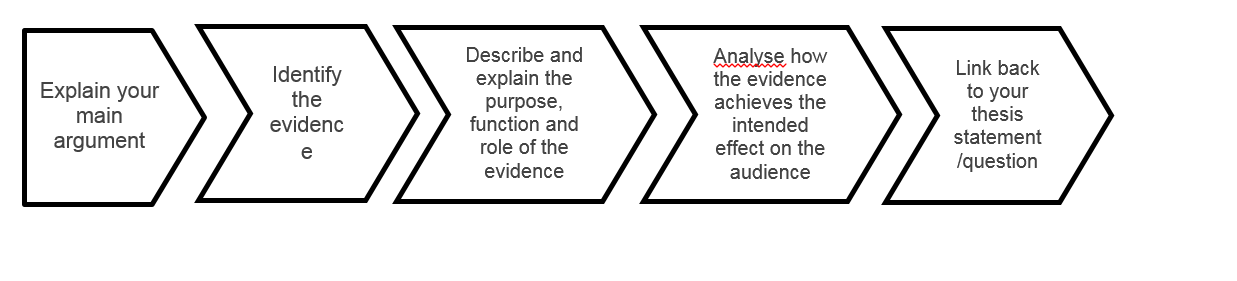 Explain your
main
argument
Identify
the
evidenc
e
Describe and
explain the
purpose,
function and
role of the
evidence
Analyse how
the evidence
achieves the
intended
effect on the
audience
Link back
to your
thesis
statement
/question